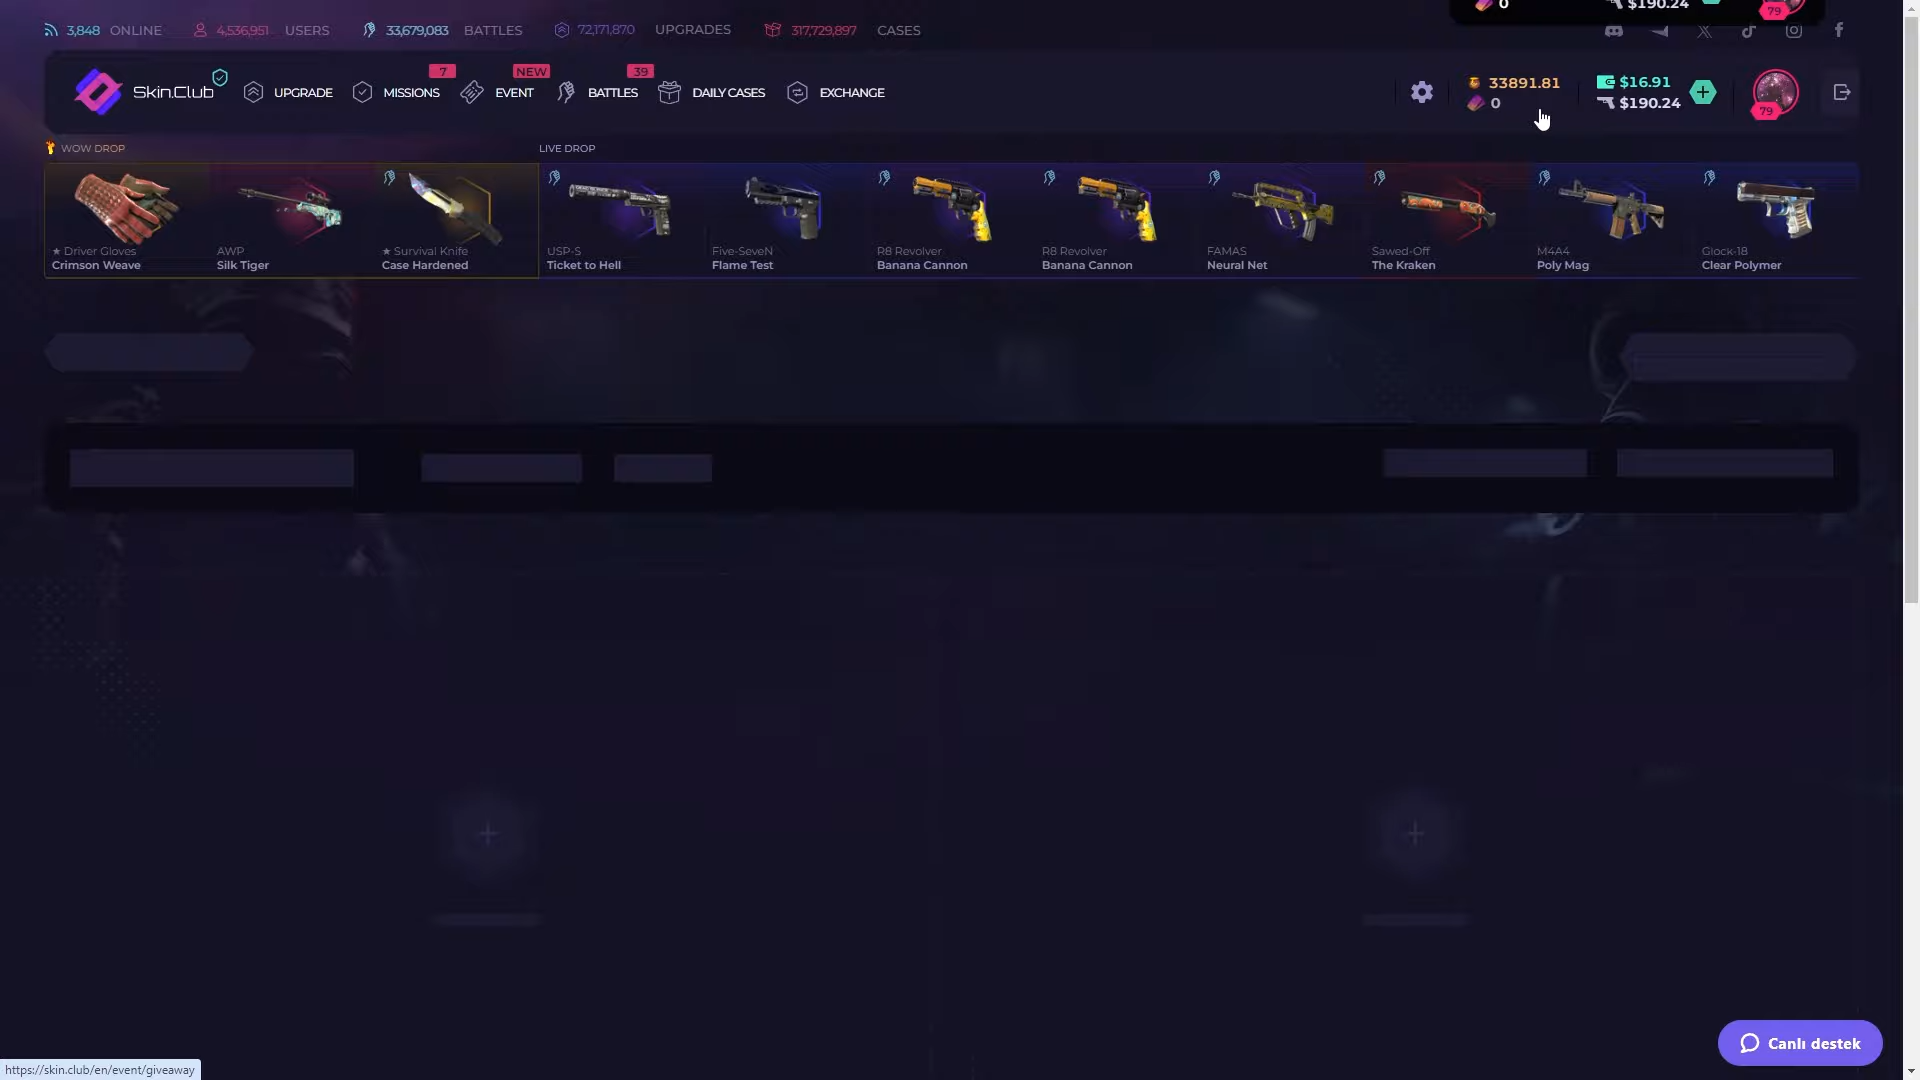 0
$190.24
79
3,848 ONLINE 4,536,951 USERS 33,679,083 BATTLES 72,171,870 UPGRADES 317,729,897 CASES
Skin.Club UPGRADE 7 MISSIONS NEW EVENT BATTLES 39 DAILY CASES EXCHANGE
33891.81 $16.91
0 $190.24
79
WOW DROP LIVE DROP
★ Driver Gloves AWP ★ Survival Knife USP-S Five-SeveN R8 Revolver R8 Revolver FAMAS Sawed-Off M4A4 Glock-18
Crimson Weave Silk Tiger Case Hardened Ticket to Hell Flame Test Banana Cannon Banana Cannon Neural Net The Kraken Poly Mag Clear Polymer
Canlı destek
https://skin.club/en/event/giveaway